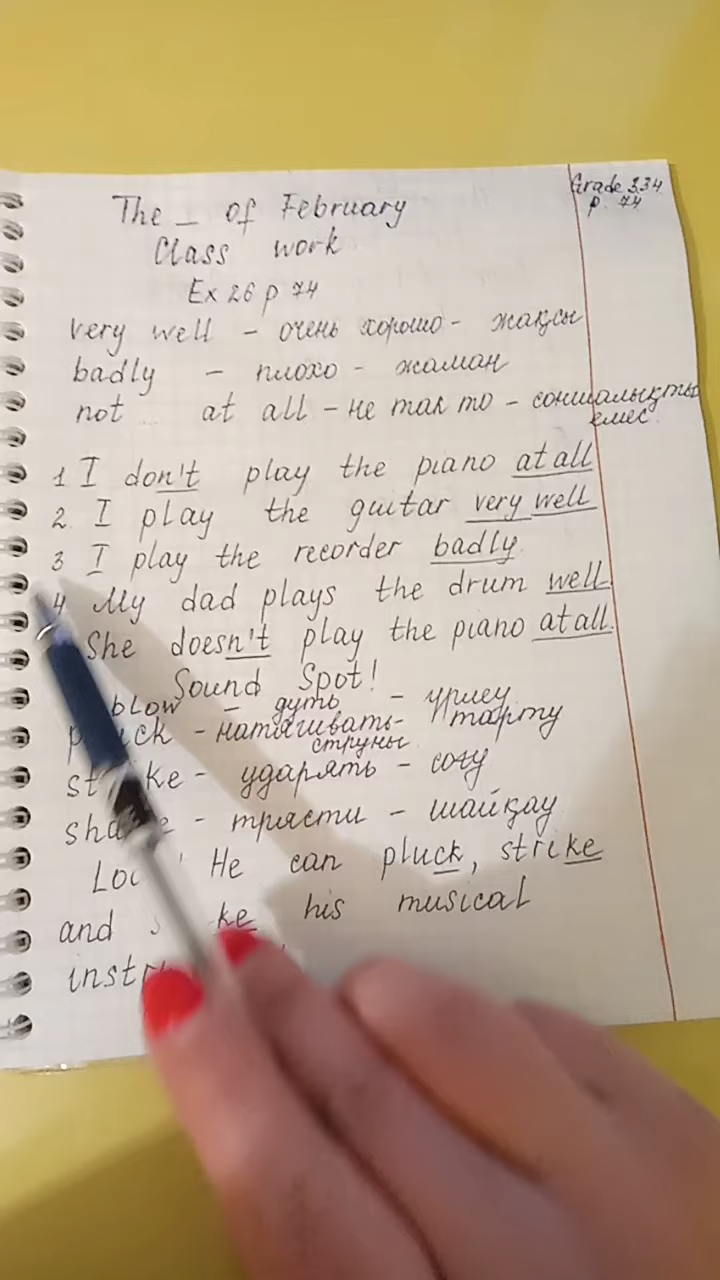 Grade 3.34
p. 74
The _ of February
Class work
Ex 26 p 74
very well - очень хорошо - жақсы
badly - плохо - жаман
not ... at all - не так то - соншалықты
емес.
1 I don't play the piano at all
2. I play the guitar very well
3 I play the recorder badly.
4 My dad plays the drum well.
She doesn't play the piano at all.
Sound Spot!
blow - дуть - үрлеу
- натягивать - тарту
струны
- ударять - соғу
- трясти - шайқау
He can pluck, strike
and his musical